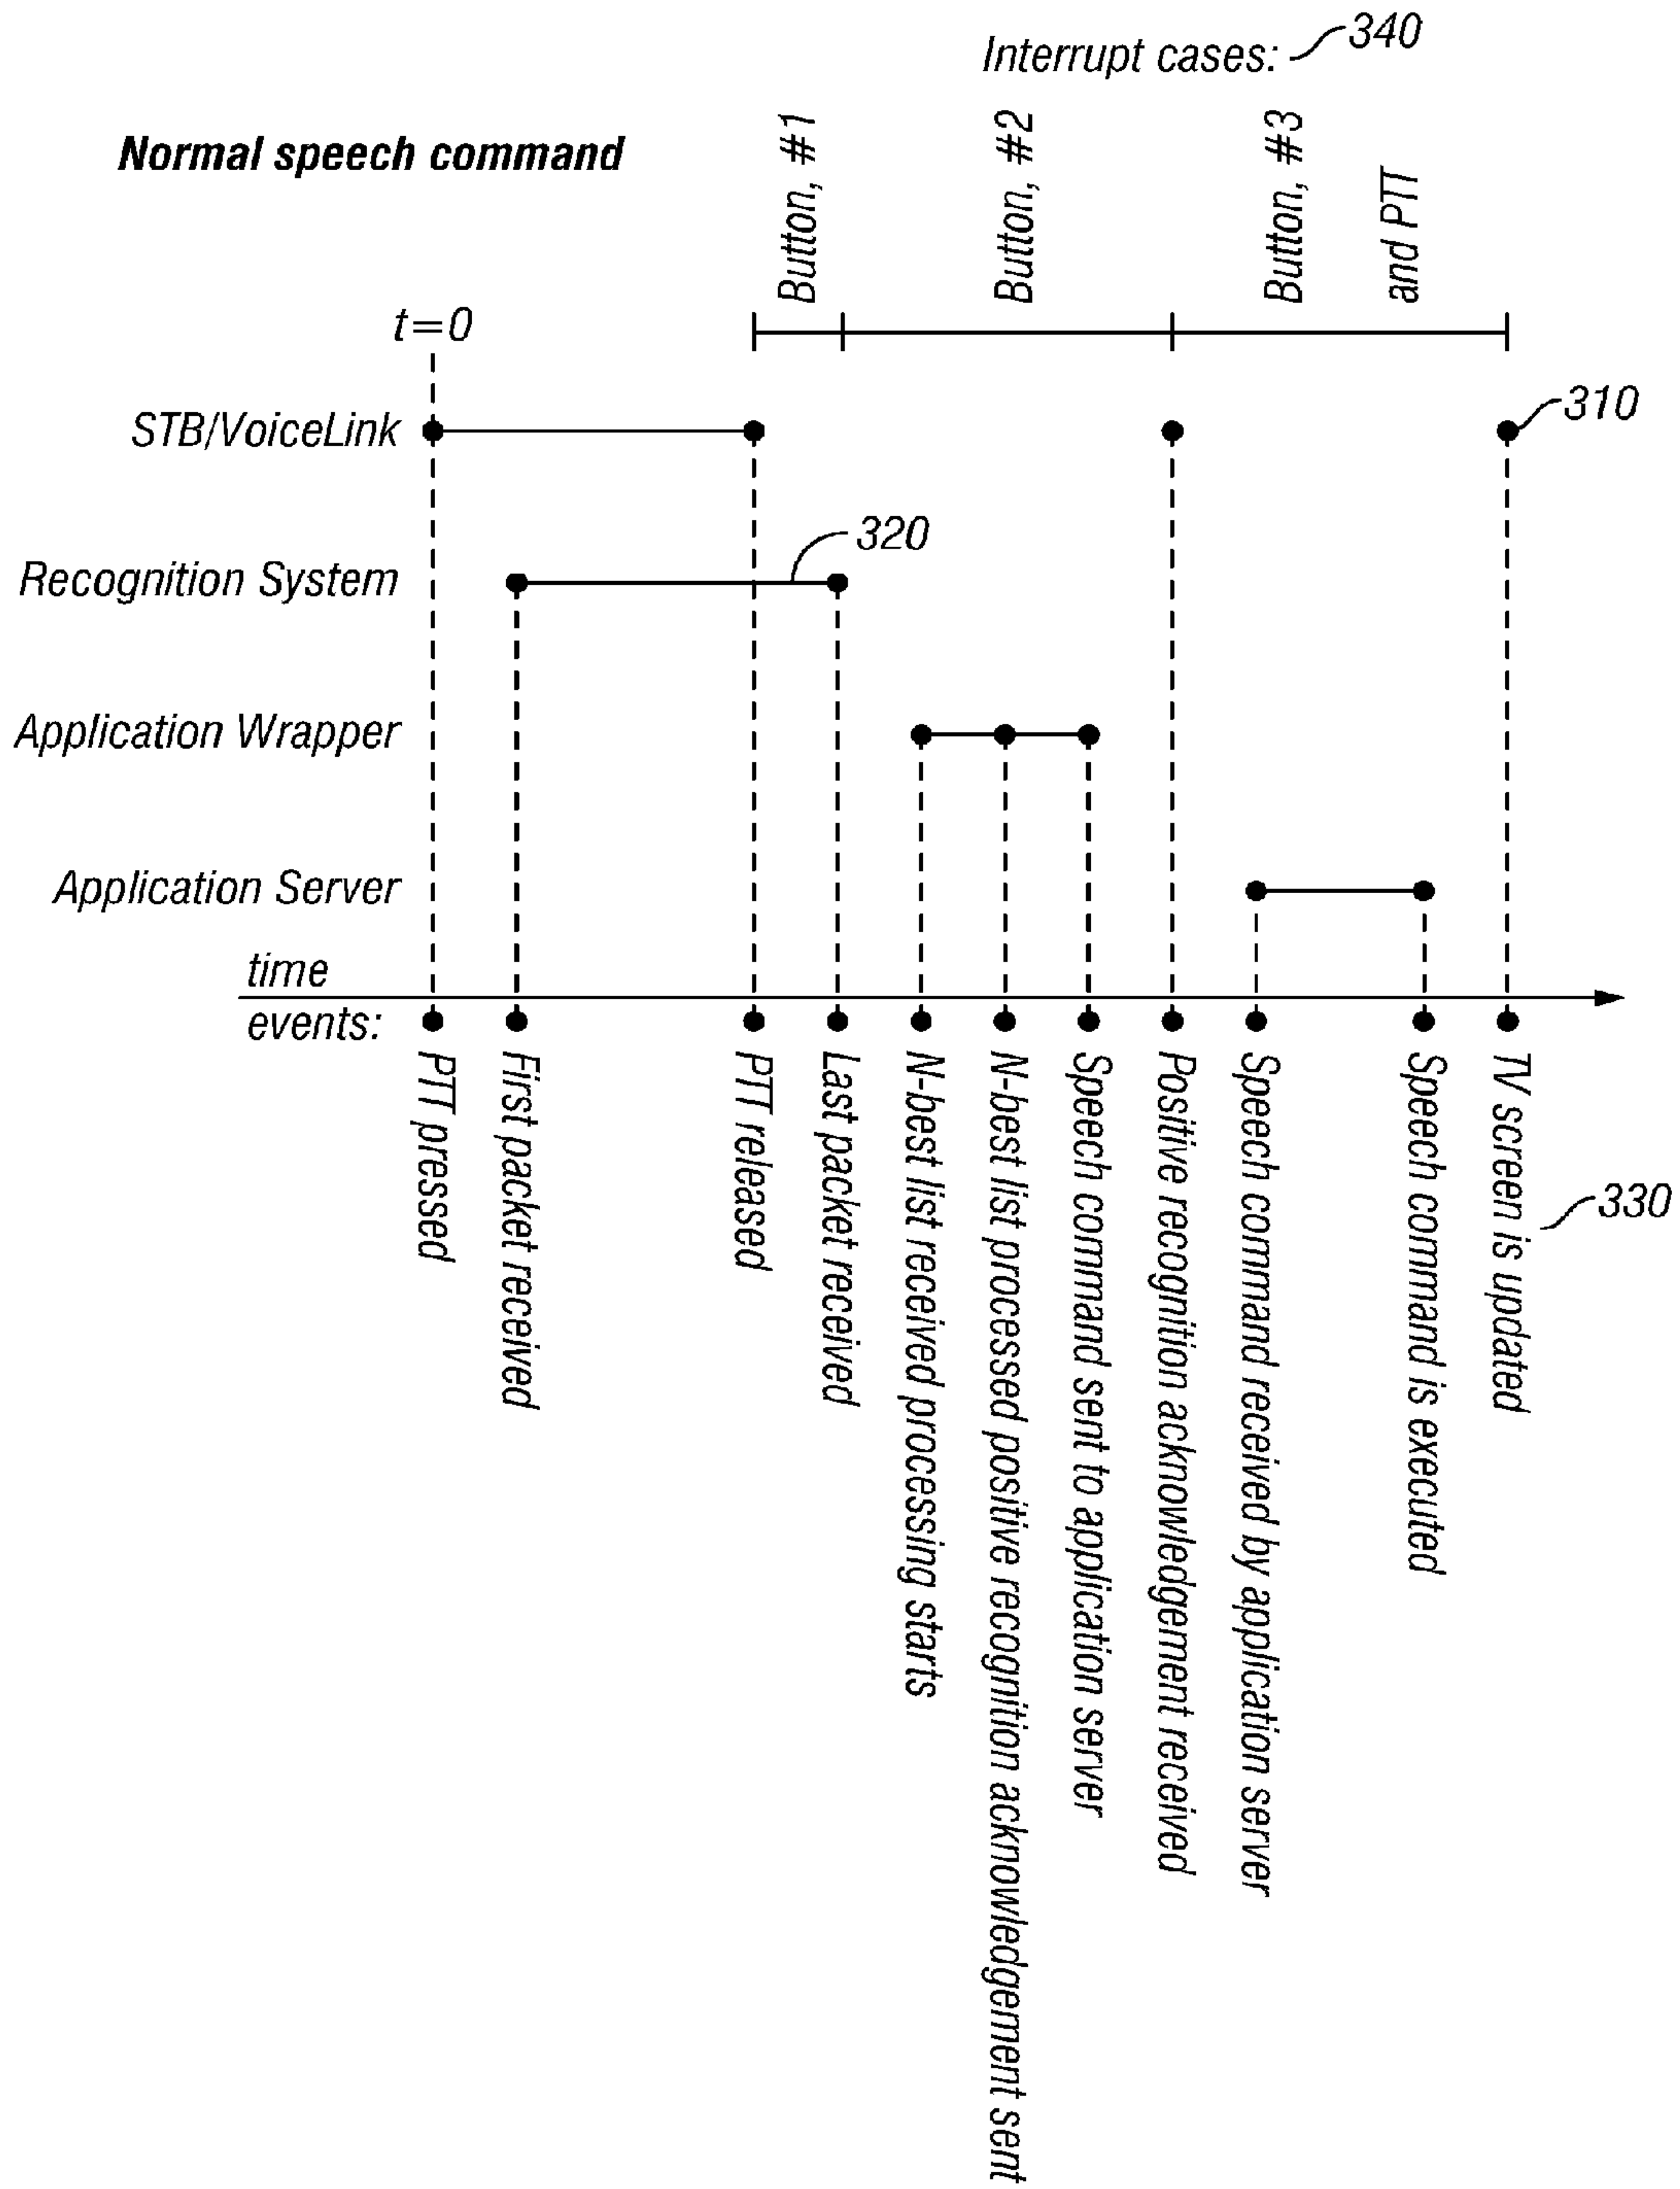 Interrupt cases: 340
Normal speech command
Button, #1
Button, #2
Button, #3
and PTT
t=0
STB/VoiceLink
310
320
Recognition System
Application Wrapper
Application Server
time
events:
PTT pressed
First packet received
PTT released
Last packet received
N-best list received processing starts
N-best list processed positive recognition acknowledgement sent
Speech command sent to application server
Positive recognition acknowledgement received
Speech command received by application server
Speech command is executed
TV screen is updated
330